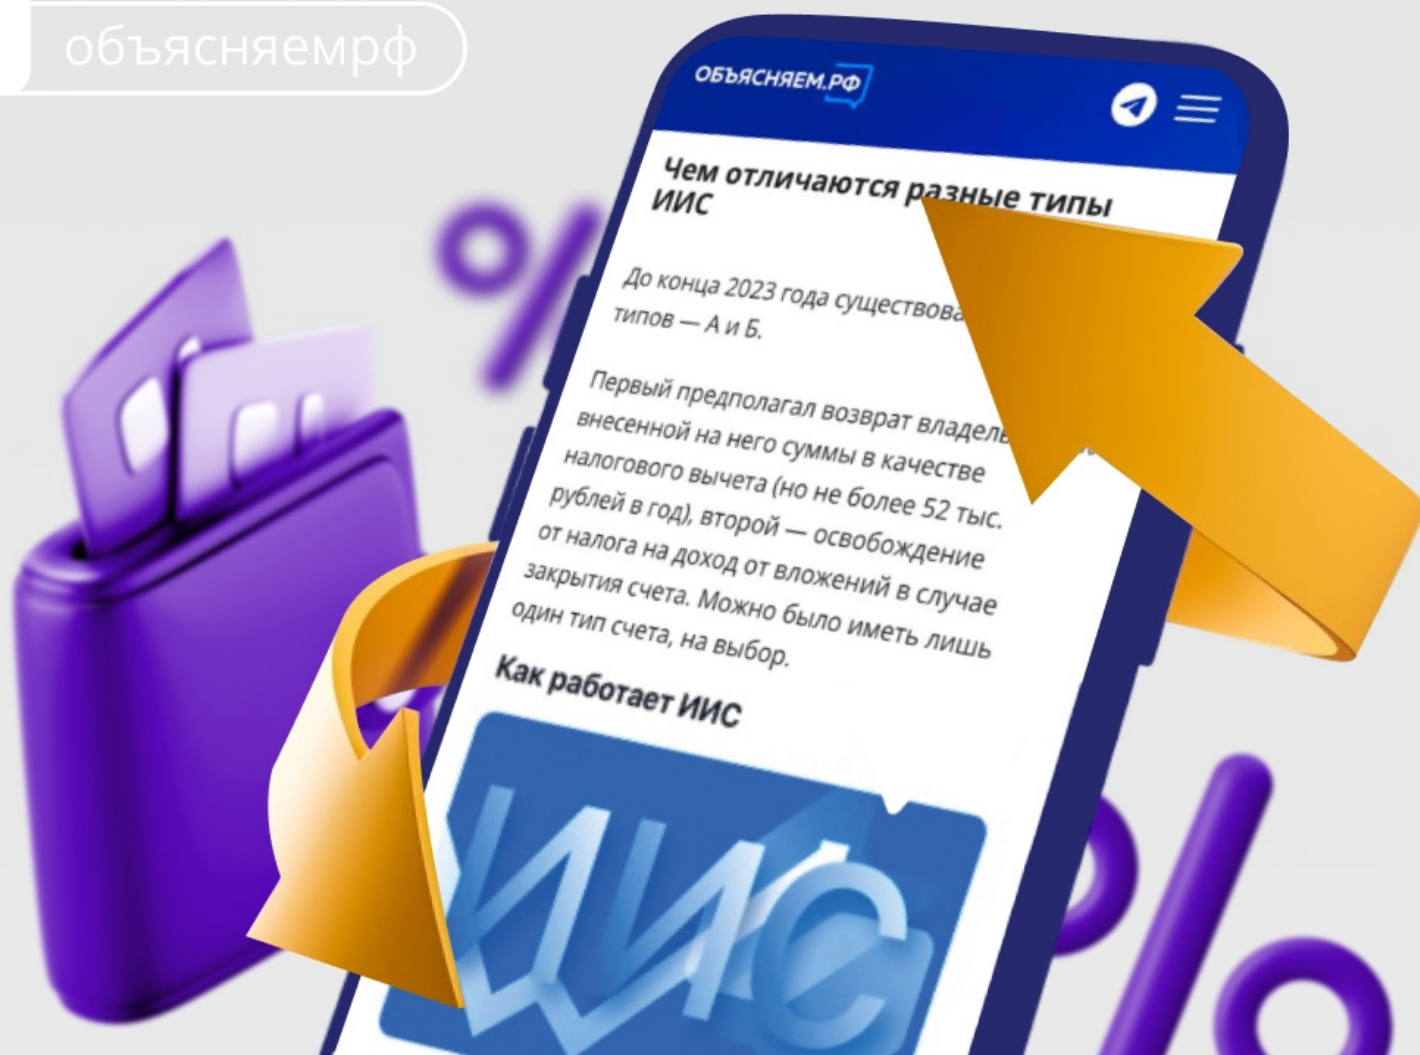 объясняемрф
ОБЪЯСНЯЕМ.РФ
Чем отличаются разные типы
ИИС
До конца 2023 года
типов — А и Б.
Первый предполагал возврат
внесенной на него суммы в качестве
налогового вычета (но не более 52 тыс.
рублей в год), второй — освобождение
от налога на доход от вложений в случае
закрытия счета. Можно было иметь лишь
один тип счета, на выбор.
Как работает ИИС
ИИС